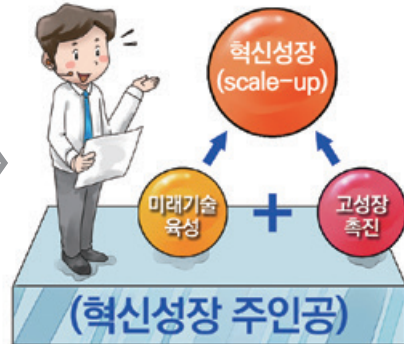 혁신성장
(scale-up)
미래기술
육성
+
고성장
촉진
(혁신성장 주인공)